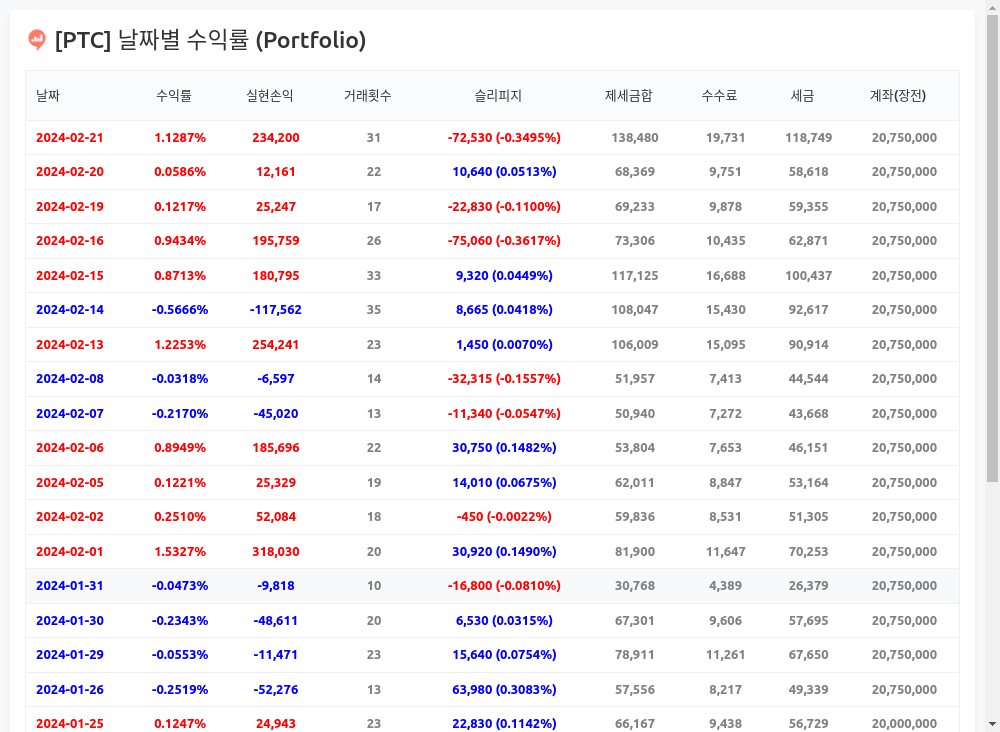 [PTC] 날짜별 수익률 (Portfolio)
날짜 수익률 실현손익 거래횟수 슬리피지 제세금합 수수료 세금 계좌(장전)
2024-02-21 1.1287% 234,200 31 -72,530 (-0.3495%) 138,480 19,731 118,749 20,750,000
2024-02-20 0.0586% 12,161 22 10,640 (0.0513%) 68,369 9,751 58,618 20,750,000
2024-02-19 0.1217% 25,247 17 -22,830 (-0.1100%) 69,233 9,878 59,355 20,750,000
2024-02-16 0.9434% 195,759 26 -75,060 (-0.3617%) 73,306 10,435 62,871 20,750,000
2024-02-15 0.8713% 180,795 33 9,320 (0.0449%) 117,125 16,688 100,437 20,750,000
2024-02-14 -0.5666% -117,562 35 8,665 (0.0418%) 108,047 15,430 92,617 20,750,000
2024-02-13 1.2253% 254,241 23 1,450 (0.0070%) 106,009 15,095 90,914 20,750,000
2024-02-08 -0.0318% -6,597 14 -32,315 (-0.1557%) 51,957 7,413 44,544 20,750,000
2024-02-07 -0.2170% -45,020 13 -11,340 (-0.0547%) 50,940 7,272 43,668 20,750,000
2024-02-06 0.8949% 185,696 22 30,750 (0.1482%) 53,804 7,653 46,151 20,750,000
2024-02-05 0.1221% 25,329 19 14,010 (0.0675%) 62,011 8,847 53,164 20,750,000
2024-02-02 0.2510% 52,084 18 -450 (-0.0022%) 59,836 8,531 51,305 20,750,000
2024-02-01 1.5327% 318,030 20 30,920 (0.1490%) 81,900 11,647 70,253 20,750,000
2024-01-31 -0.0473% -9,818 10 -16,800 (-0.0810%) 30,768 4,389 26,379 20,750,000
2024-01-30 -0.2343% -48,611 20 6,530 (0.0315%) 67,301 9,606 57,695 20,750,000
2024-01-29 -0.0553% -11,471 23 15,640 (0.0754%) 78,911 11,261 67,650 20,750,000
2024-01-26 -0.2519% -52,276 13 63,980 (0.3083%) 57,556 8,217 49,339 20,750,000
2024-01-25 0.1247% 24,943 23 22,830 (0.1142%) 66,167 9,438 56,729 20,000,000